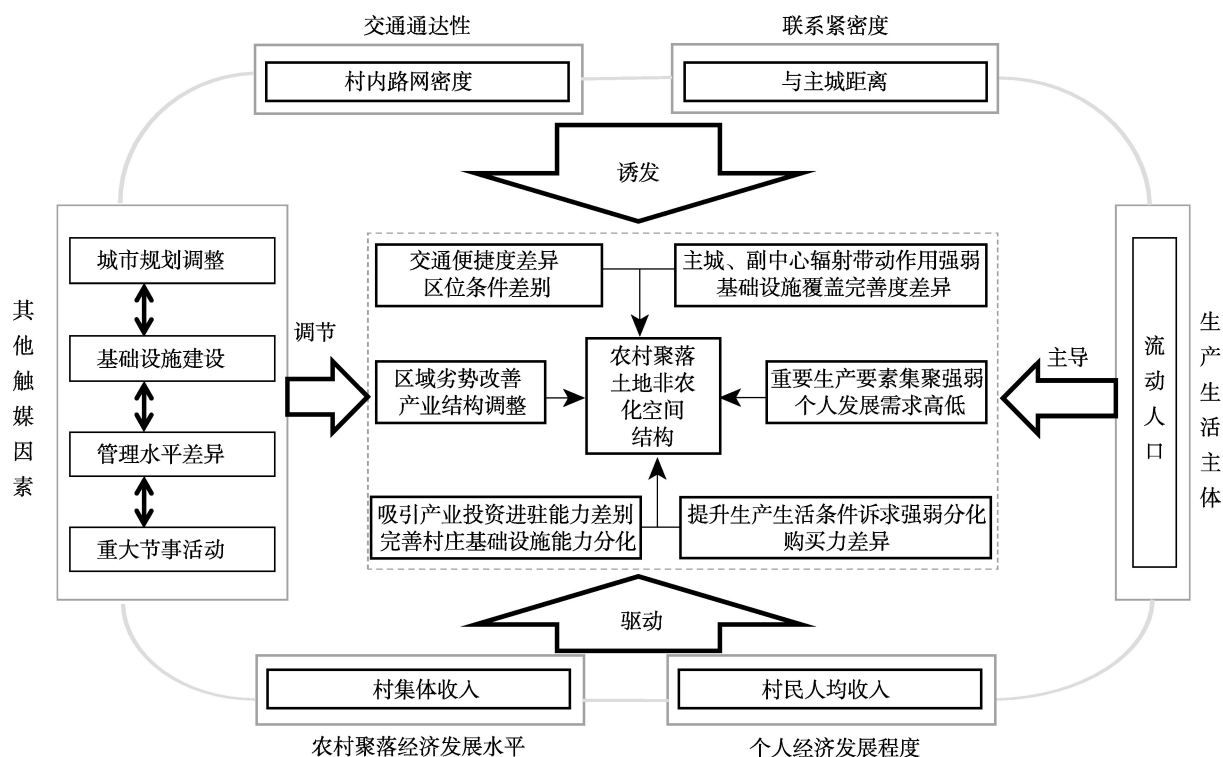 交通通达性
联系紧密度
村内路网密度
与主城距离
诱发
其他触媒因素
城市规划调整
基础设施建设
管理水平差异
重大节事活动
调节
交通便捷度差异
区位条件差别
主城、副中心辐射带动作用强弱
基础设施覆盖完善度差异
区域劣势改善
产业结构调整
农村聚落
土地非农
化空间
结构
重要生产要素集聚强弱
个人发展需求高低
吸引产业投资进驻能力差别
完善村庄基础设施能力分化
提升生产生活条件诉求强弱分化
购买力差异
主导
流动人口
生产生活主体
驱动
村集体收入
村民人均收入
农村聚落经济发展水平
个人经济发展程度